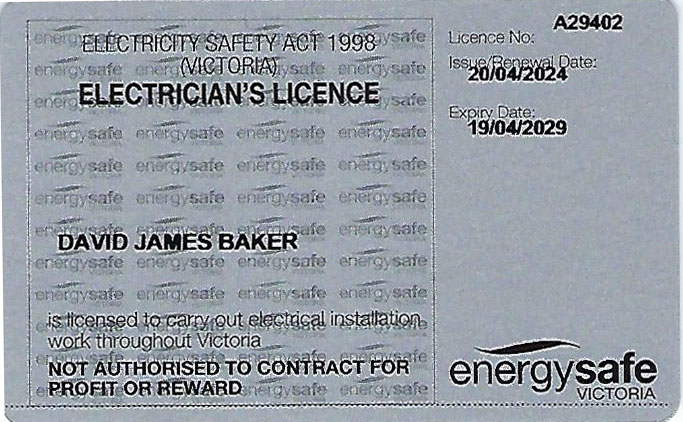 ELECTRICITY SAFETY ACT 1998
(VICTORIA)
ELECTRICIAN'S LICENCE
DAVID JAMES BAKER
is licensed to carry out electrical installation
work throughout Victoria
NOT AUTHORISED TO CONTRACT FOR
PROFIT OR REWARD
A29402
Licence No:
Issue/Renewal Date:
20/04/2024
Expiry Date:
19/04/2029
energysafe
VICTORIA